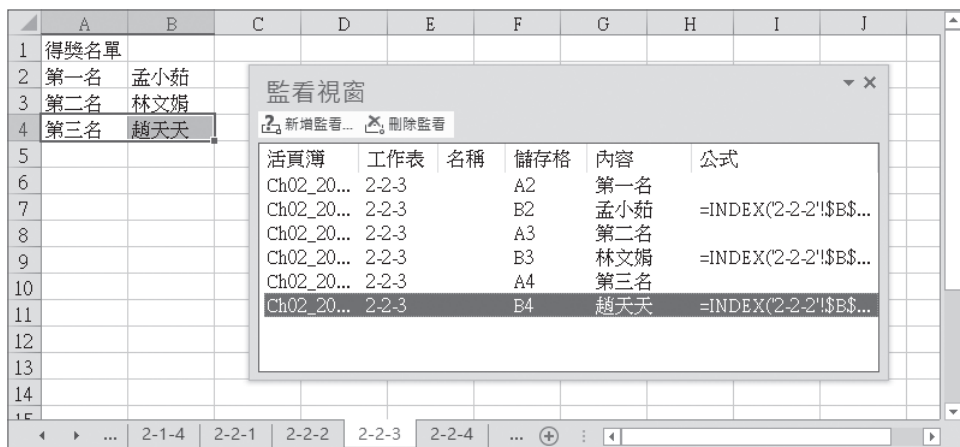 A B C D E F G H I J
1 得獎名單
2 第一名 孟小茹
3 第二名 林文娟
4 第三名 趙天天
5
6
7
8
9
10
11
12
13
14
15
監看視窗
新增監看... 刪除監看
活頁簿 工作表 名稱 儲存格 內容 公式
Ch02_20... 2-2-3 A2 第一名
Ch02_20... 2-2-3 B2 孟小茹 =INDEX('2-2-2'!$B$...
Ch02_20... 2-2-3 A3 第二名
Ch02_20... 2-2-3 B3 林文娟 =INDEX('2-2-2'!$B$...
Ch02_20... 2-2-3 A4 第三名
Ch02_20... 2-2-3 B4 趙天天 =INDEX('2-2-2'!$B$...
... 2-1-4 2-2-1 2-2-2 2-2-3 2-2-4 ...